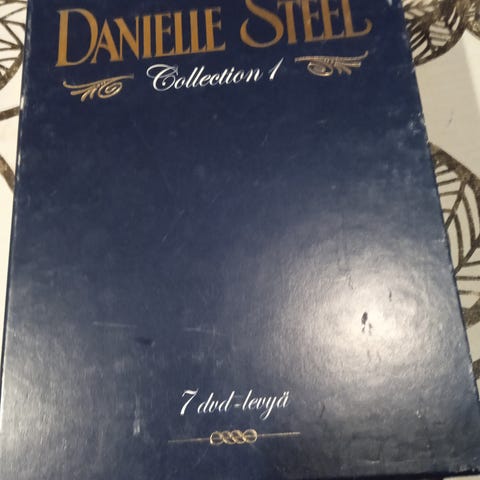 DANIELLE STEEL
Collection 1
7 dvd-levyä